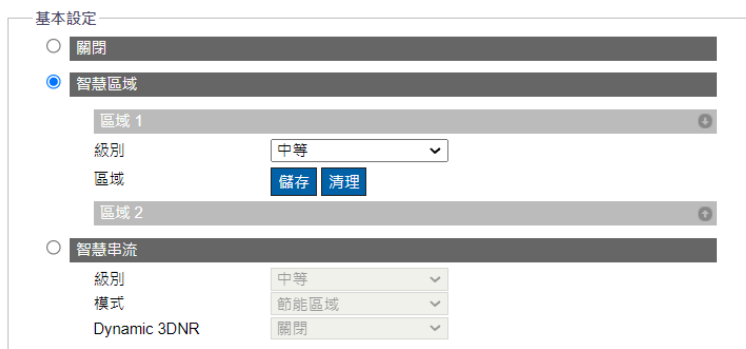 基本設定
關閉
智慧區域
區域 1
級別 中等
區域 儲存 清理
區域 2
智慧串流
級別 中等
模式 節能區域
Dynamic 3DNR 關閉